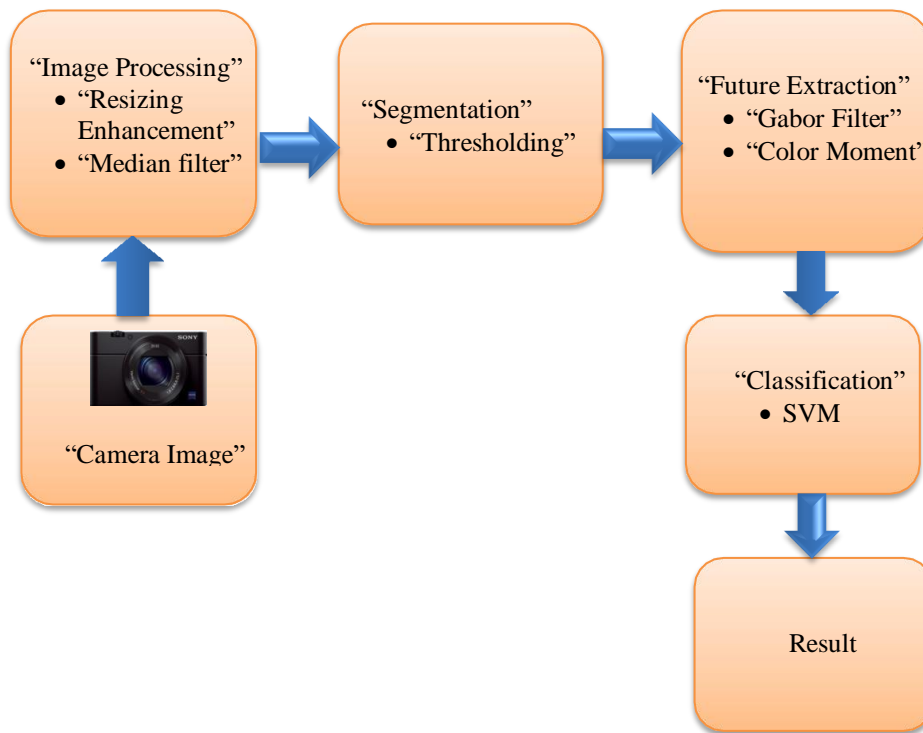 “Image Processing”
• “Resizing
Enhancement”
• “Median filter”
“Segmentation”
• “Thresholding”
“Future Extraction”
• “Gabor Filter”
• “Color Moment”
SONY
“Camera Image”
“Classification”
• SVM
Result